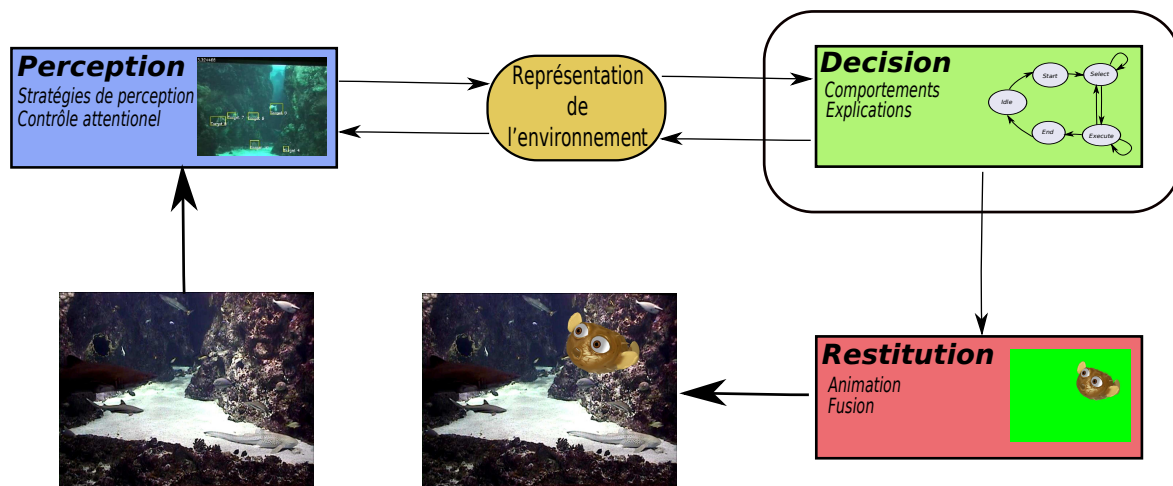 Perception
Stratégies de perception
Contrôle attentionel
Représentation
de
l'environnement
Decision
Comportements
Explications
Start
Select
Idle
End
Execute
Restitution
Animation
Fusion